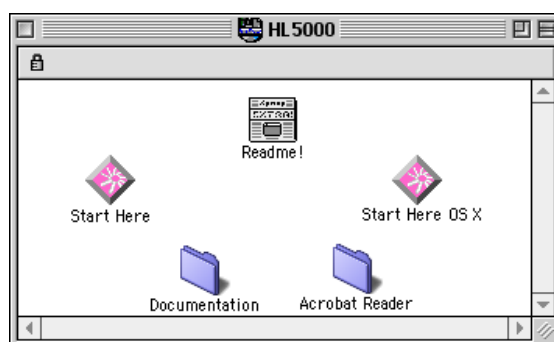 HL5000
Readme!
Start Here
Start Here OS X
Documentation
Acrobat Reader